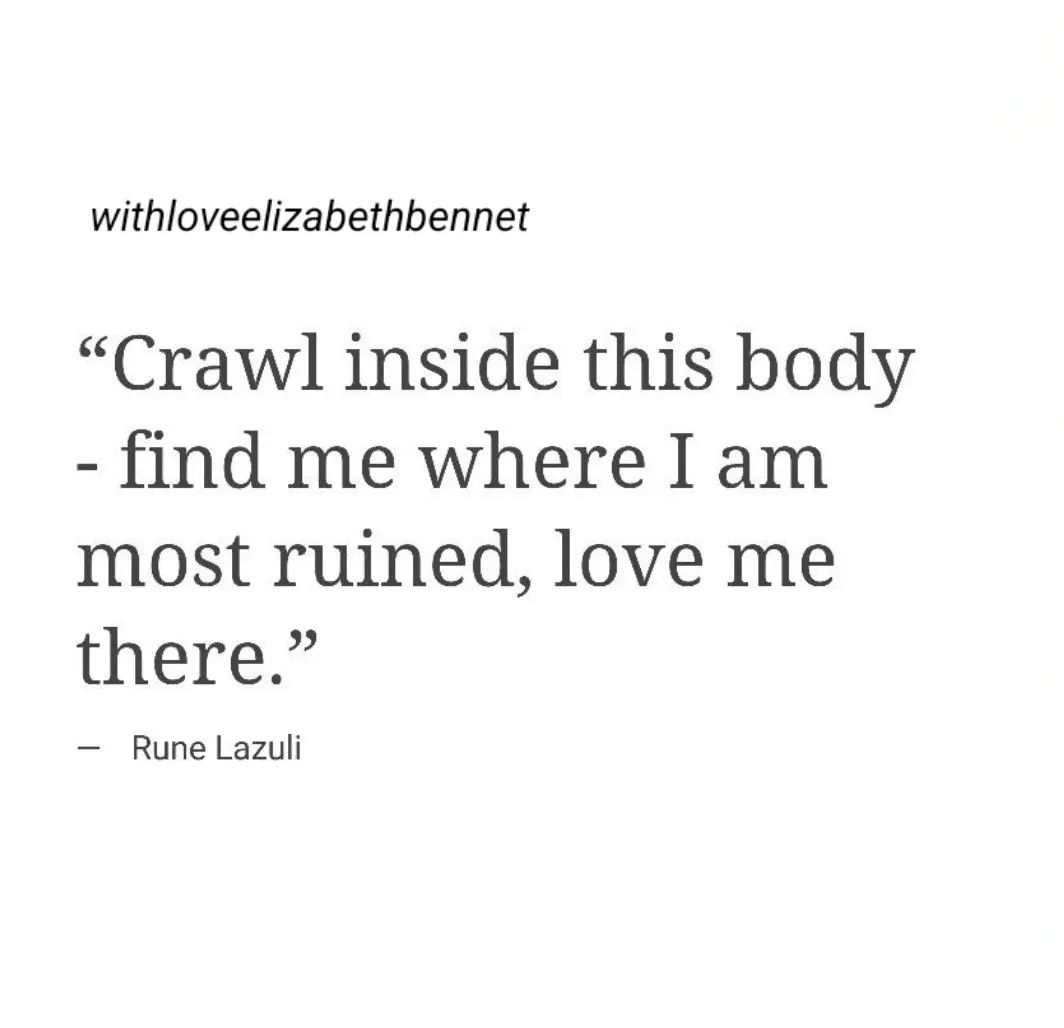 withloveelizabethbennet
“Crawl inside this body
- find me where I am
most ruined, love me
there.”
— Rune Lazuli